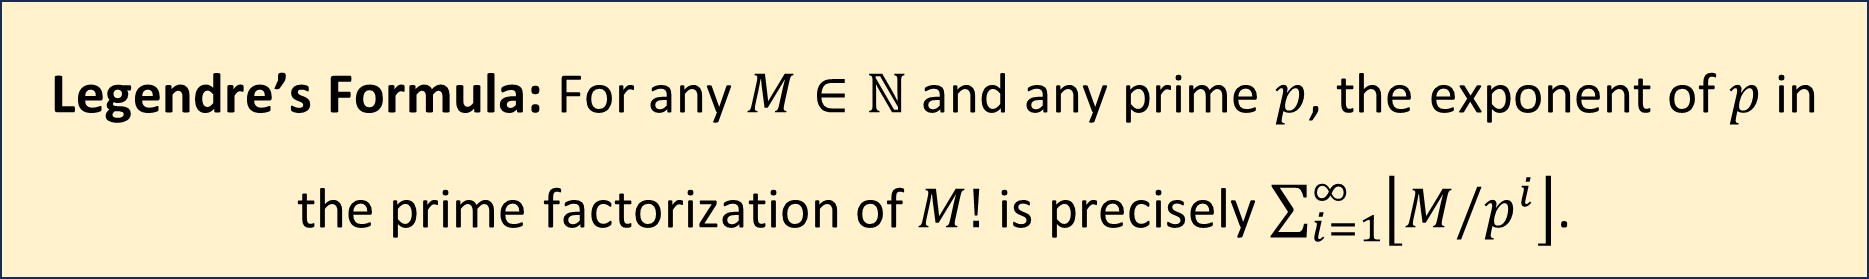 Legendre’s Formula: For any 𝑀 ∈ ℕ and any prime 𝑝, the exponent of 𝑝 in
the prime factorization of 𝑀! is precisely ∑_{𝑖=1}^{∞}⌊𝑀/𝑝^𝑖⌋.